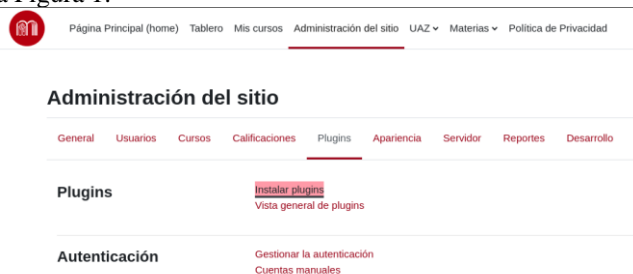 a Figura 1.
Página Principal (home) Tablero Mis cursos Administración del sitio UAZ Materias Política de Privacidad
Administración del sitio
General Usuarios Cursos Calificaciones Plugins Apariencia Servidor Reportes Desarrollo
Plugins
Instalar plugins
Vista general de plugins
Autenticación
Gestionar la autenticación
Cuentas manuales